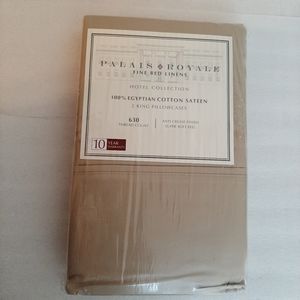 PALAIS ROYALE
FINE BED LINENS
HOTEL COLLECTION
100% EGYPTIAN COTTON SATEEN
2 KING PILLOWCASES
630
THREAD COUNT
10 YEAR
WARRANTY